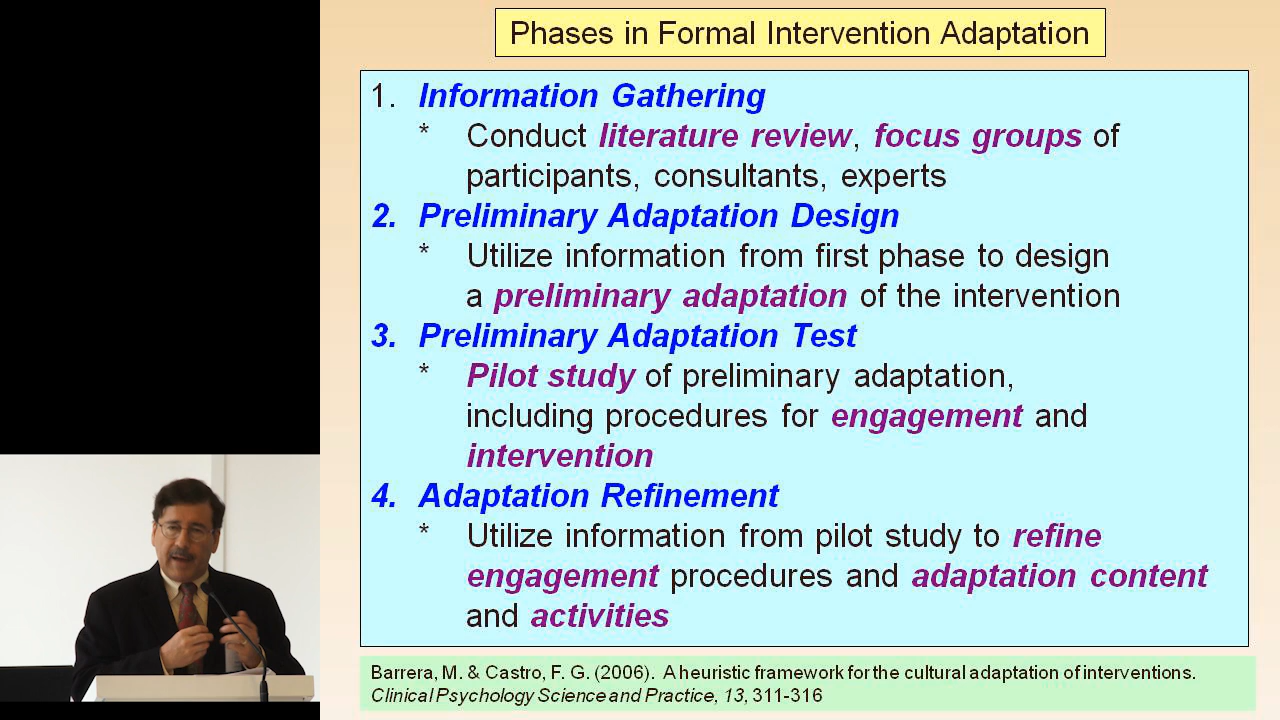 Phases in Formal Intervention Adaptation
1. Information Gathering
* Conduct literature review, focus groups of
participants, consultants, experts
2. Preliminary Adaptation Design
* Utilize information from first phase to design
a preliminary adaptation of the intervention
3. Preliminary Adaptation Test
* Pilot study of preliminary adaptation,
including procedures for engagement and
intervention
4. Adaptation Refinement
* Utilize information from pilot study to refine
engagement procedures and adaptation content
and activities
Barrera, M. & Castro, F. G. (2006). A heuristic framework for the cultural adaptation of interventions.
Clinical Psychology Science and Practice, 13, 311-316